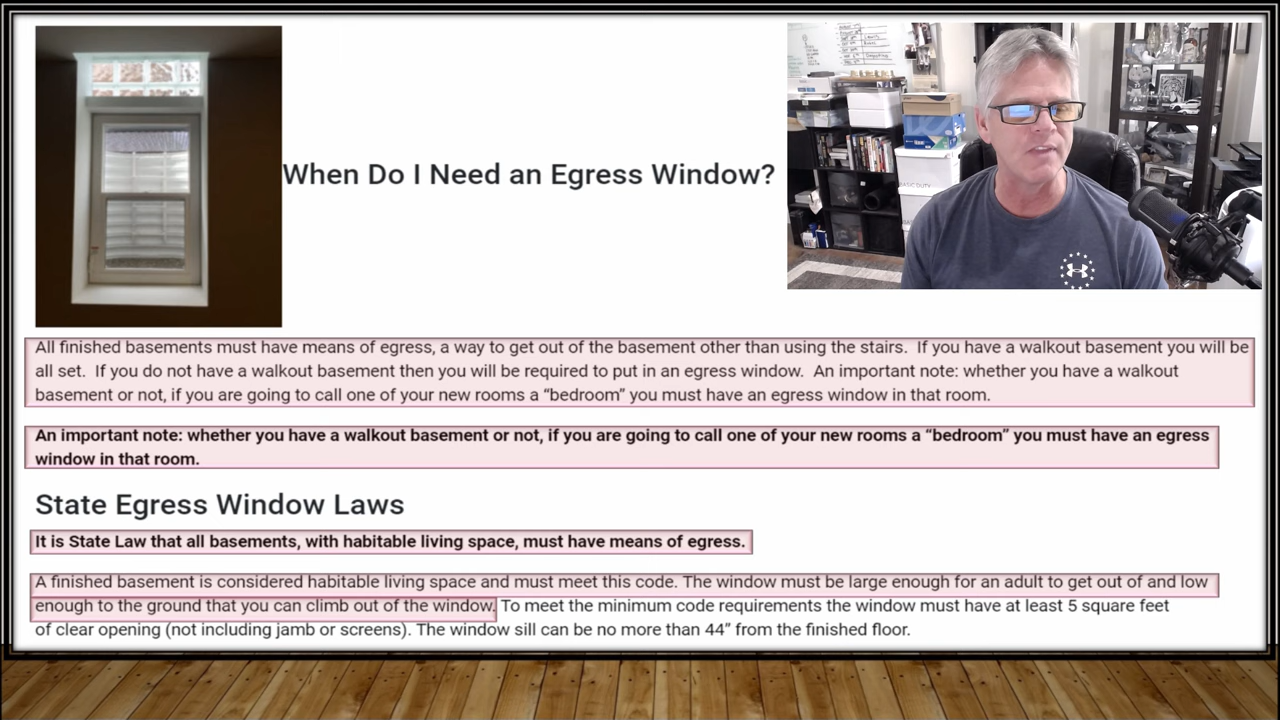 When Do I Need an Egress Window?
BASIC DUTY
All finished basements must have means of egress, a way to get out of the basement other than using the stairs.  If you have a walkout basement you will be
all set.  If you do not have a walkout basement then you will be required to put in an egress window.  An important note: whether you have a walkout
basement or not, if you are going to call one of your new rooms a “bedroom” you must have an egress window in that room.
An important note: whether you have a walkout basement or not, if you are going to call one of your new rooms a “bedroom” you must have an egress
window in that room.
State Egress Window Laws
It is State Law that all basements, with habitable living space, must have means of egress.
A finished basement is considered habitable living space and must meet this code. The window must be large enough for an adult to get out of and low
enough to the ground that you can climb out of the window. To meet the minimum code requirements the window must have at least 5 square feet
of clear opening (not including jamb or screens). The window sill can be no more than 44” from the finished floor.